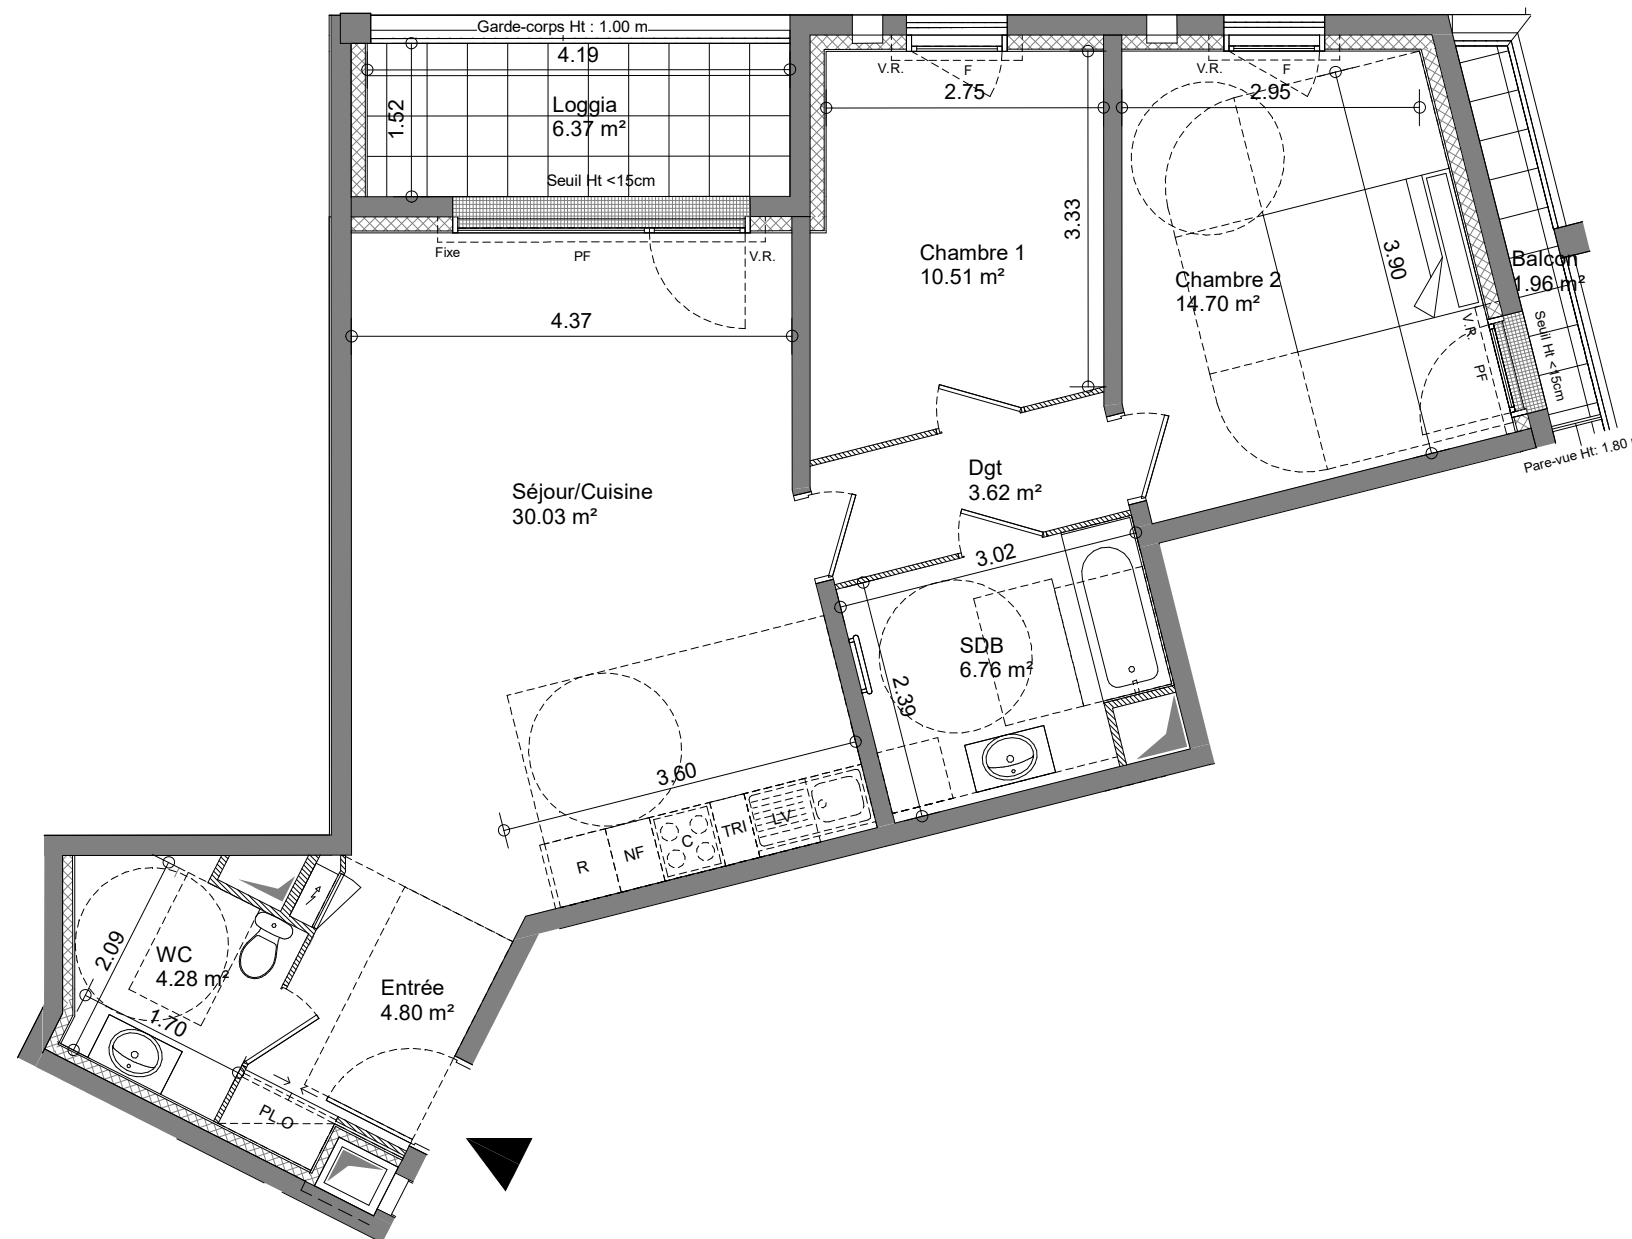 Garde-corps Ht : 1.00 m
4.19
Loggia
6.37 m²
1.52
Seuil Ht <15cm
Fixe
PF
V.R.
4.37
V.R.
F
2.75
V.R.
F
2.95
3.33
Chambre 1
10.51 m²
Chambre 2
14.70 m²
3.90
Balcon
1.96 m²
Seuil Ht <15cm
V.R.
PF
Pare-vue Ht: 1.80
Séjour/Cuisine
30.03 m²
Dgt
3.62 m²
3.02
SDB
6.76 m²
2.39
3.60
R
NF
C
TRI
LV
2.09
WC
4.28 m²
1.70
Entrée
4.80 m²
PL O